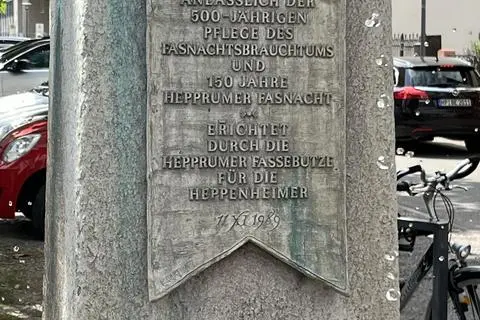 ANLÄSSLICH DER
500-JÄHRIGEN
PFLEGE DES
FASNACHTSBRAUCHTUMS
UND
150 JAHRE
HEPPRUMER FASNACHT
ERICHTET
DURCH DIE
HEPPRUMER FASSEBUTZE
FÜR DIE
HEPPENHEIMER
11 XI 1989